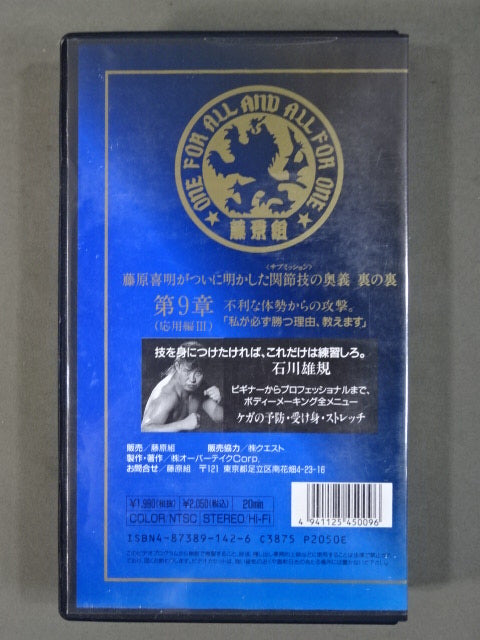 ONE FOR ALL AND ALL FOR ONE
藤原組
藤原喜明がついに明かした関節技の奥義 裏の裏
〈サブミッション〉
第9章 不利な体勢からの攻撃。
(応用編Ⅲ) 「私が必ず勝つ理由、教えます」
技を身につけたければ、これだけは練習しろ。
石川雄規
ビギナーからプロフェッショナルまで、
ボディーメーキング全メニュー
ケガの予防・受け身・ストレッチ
販売/藤原組 販売協力/㈱クエスト
製作・著作/㈱オーバーテイクCorp.
お問合せ/藤原組 〒121 東京都足立区南花畑4-23-16
¥1,990(税抜) ¥2,050(税込) 20min
COLOR/NTSC STEREO/HI-FI
4 941125 450096
ISBN4-87389-142-6 C3875 P2050E